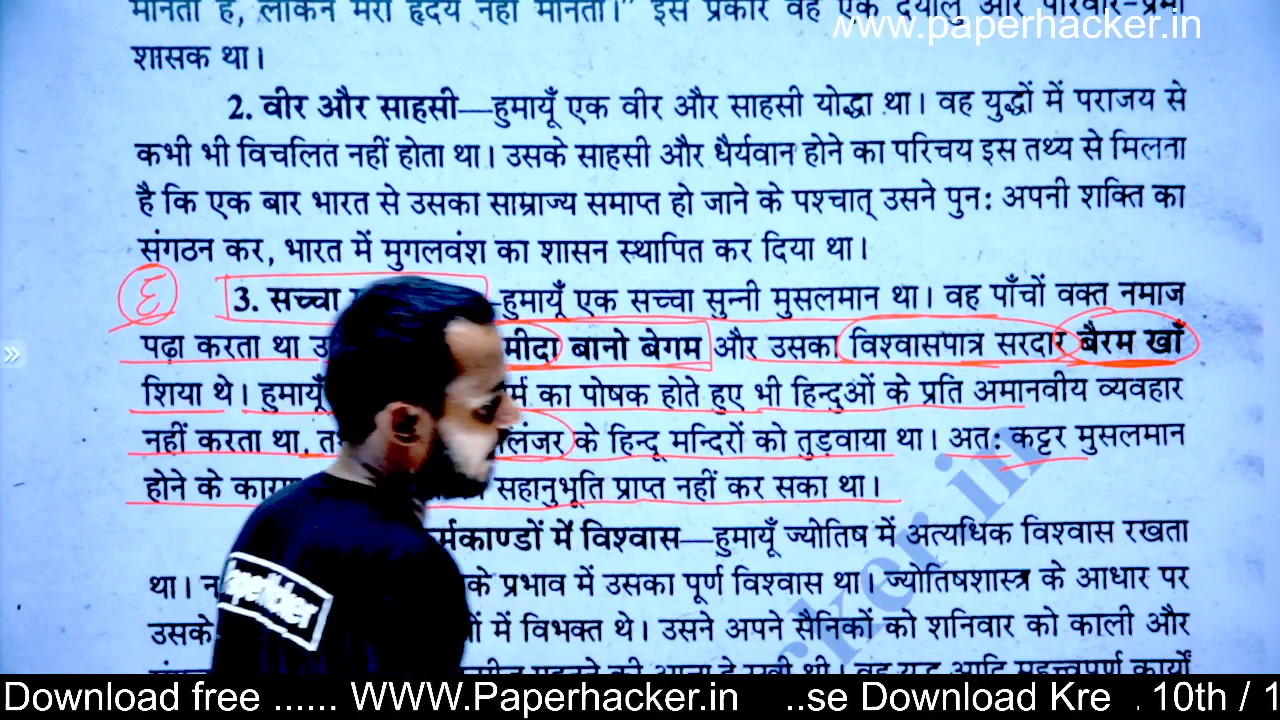 मानता है, लेकिन मेरा हृदय नहीं मानता।” इस प्रकार वह एक दयालु और परिवार-प्रेमी
www.paperhacker.in
शासक था।
2. वीर और साहसी—हुमायूँ एक वीर और साहसी योद्धा था। वह युद्धों में पराजय से
कभी भी विचलित नहीं होता था। उसके साहसी और धैर्यवान होने का परिचय इस तथ्य से मिलता
है कि एक बार भारत से उसका साम्राज्य समाप्त हो जाने के पश्चात् उसने पुन: अपनी शक्ति का
संगठन कर, भारत में मुगलवंश का शासन स्थापित कर दिया था।
3. सच्चा —हुमायूँ एक सच्चा सुन्नी मुसलमान था। वह पाँचों वक्त नमाज
पढ़ा करता था मीदा बानो बेगम और उसका विश्वासपात्र सरदार बैरम खाँ
शिया थे। हुमायूँ का पोषक होते हुए भी हिन्दुओं के प्रति अमानवीय व्यवहार
नहीं करता था लंजर के हिन्दू मन्दिरों को तुड़वाया था। अत: कट्टर मुसलमान
होने के सहानुभूति प्राप्त नहीं कर सका था।
र्मकाण्डों में विश्वास—हुमायूँ ज्योतिष में अत्यधिक विश्वास रखता
था। के प्रभाव में उसका पूर्ण विश्वास था। ज्योतिषशास्त्र के आधार पर
उसके में विभक्त थे। उसने अपने सैनिकों को शनिवार को काली और
cker in
PaperHacker
Download free ...... WWW.Paperhacker.in ..se Download Kre . 10th / 1